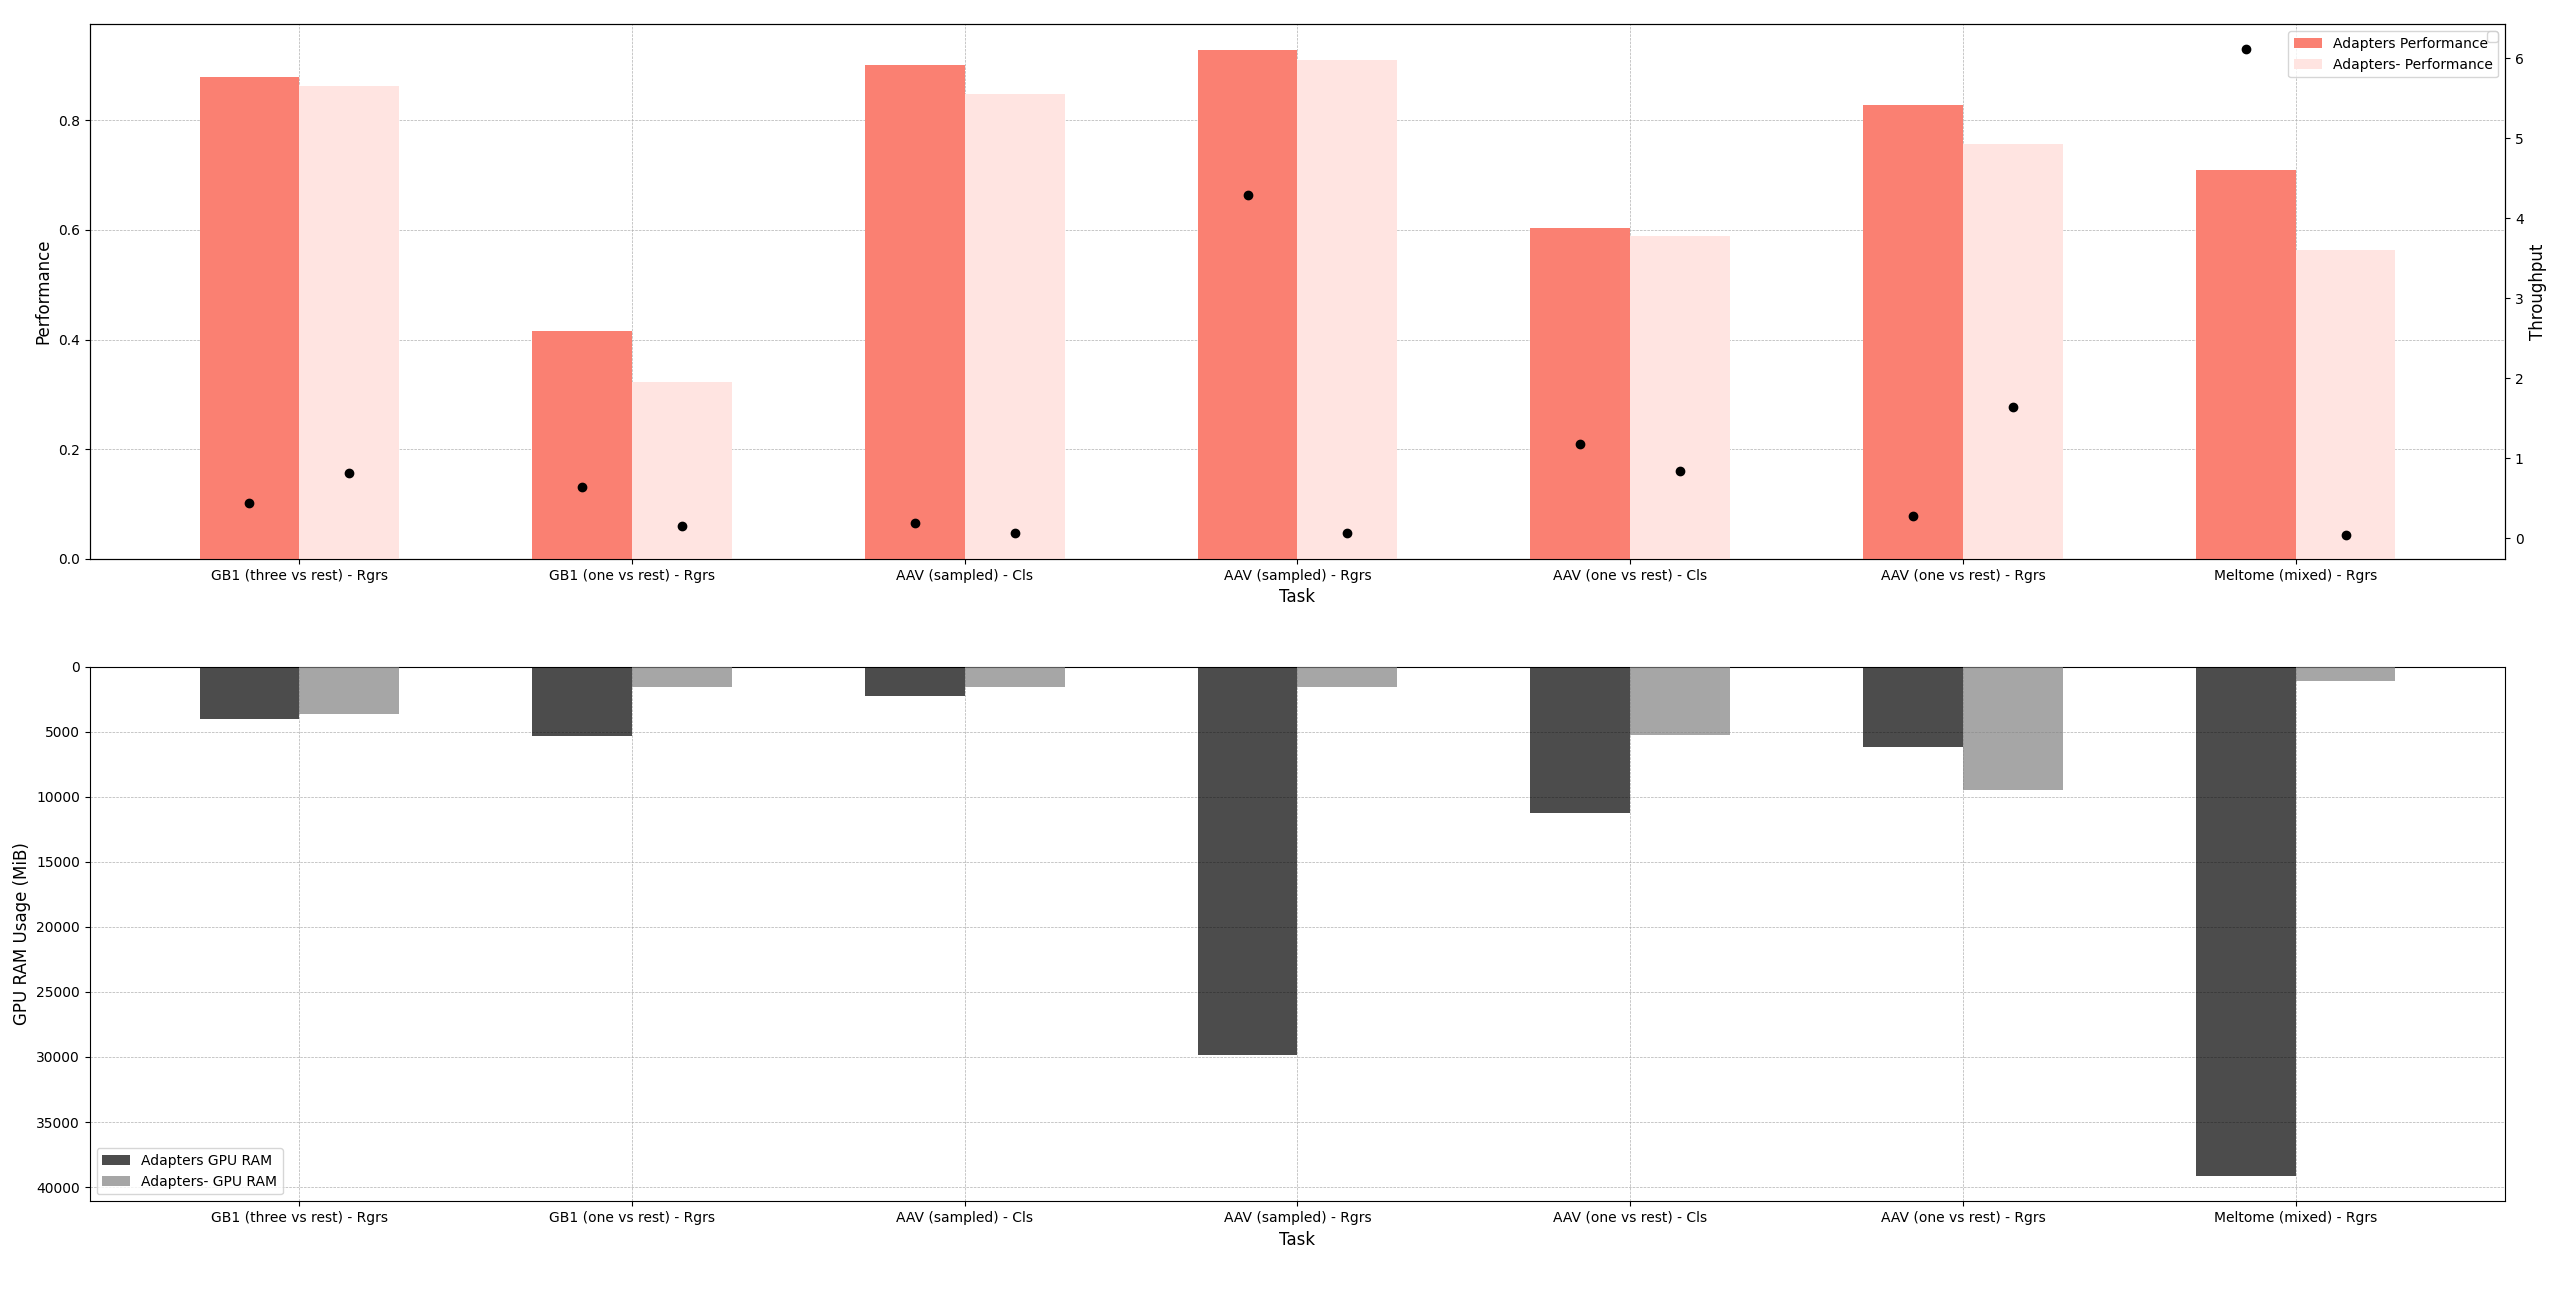 Adapters Performance
Adapters- Performance
Performance
0.8
0.6
0.4
0.2
0.0
6
5
4
3
2
1
0
Throughput
GB1 (three vs rest) - Rgrs
GB1 (one vs rest) - Rgrs
AAV (sampled) - Cls
AAV (sampled) - Rgrs
AAV (one vs rest) - Cls
AAV (one vs rest) - Rgrs
Meltome (mixed) - Rgrs
Task
GPU RAM Usage (MiB)
0
5000
10000
15000
20000
25000
30000
35000
40000
Adapters GPU RAM
Adapters- GPU RAM
GB1 (three vs rest) - Rgrs
GB1 (one vs rest) - Rgrs
AAV (sampled) - Cls
AAV (sampled) - Rgrs
AAV (one vs rest) - Cls
AAV (one vs rest) - Rgrs
Meltome (mixed) - Rgrs
Task